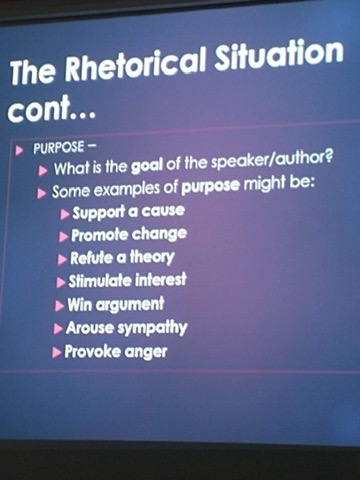 The Rhetorical Situation
cont...
PURPOSE –
What is the goal of the speaker/author?
Some examples of purpose might be:
Support a cause
Promote change
Refute a theory
Stimulate interest
Win argument
Arouse sympathy
Provoke anger